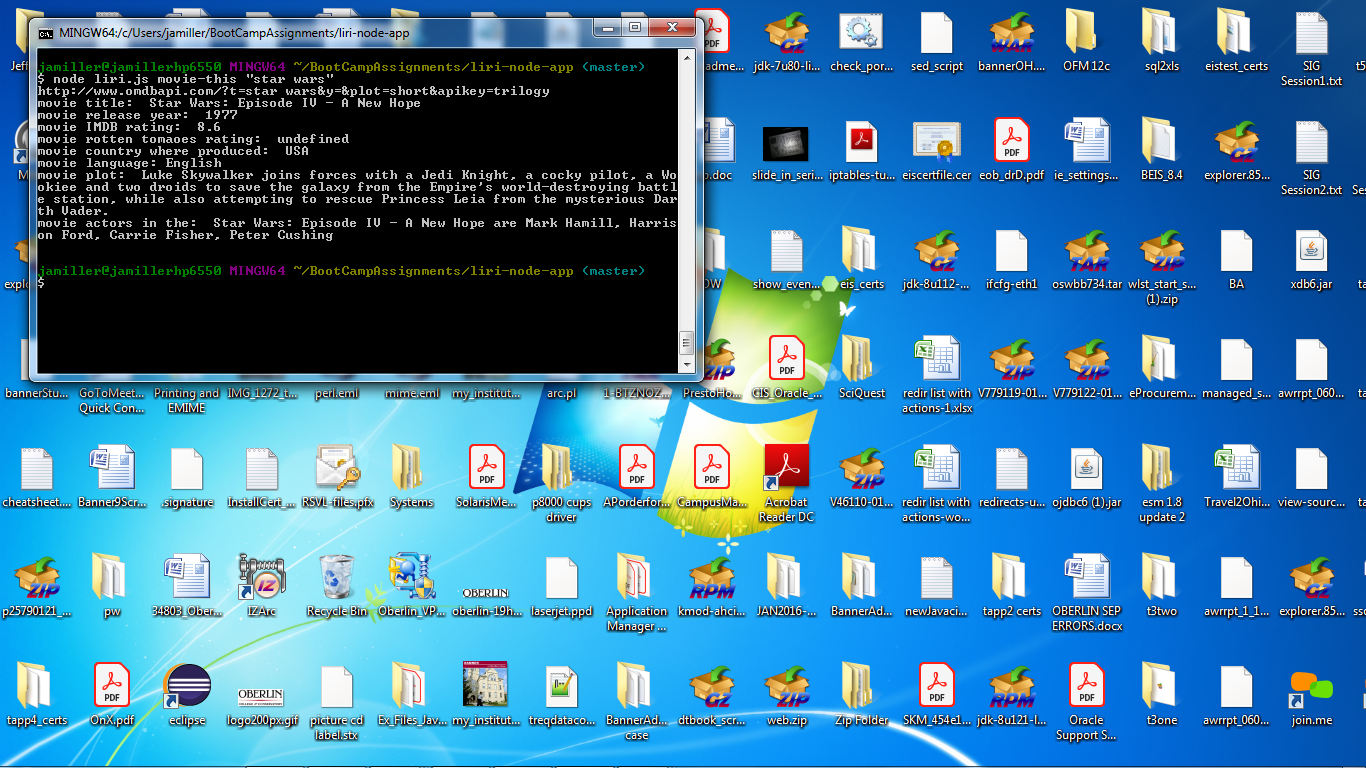 MINGW64:/c/Users/jamiller/BootCampAssignments/liri-node-app
jamiller@jamillerhp6550 MINGW64 ~/BootCampAssignments/liri-node-app (master)
$ node liri.js movie-this "star wars"
http://www.omdbapi.com/?t=star wars&y=&plot=short&apikey=trilogy
movie title:  Star Wars: Episode IV - A New Hope
movie release year:  1977
movie IMDB rating:  8.6
movie rotten tomaoes rating:  undefined
movie country where produced:  USA
movie language: English
movie plot:  Luke Skywalker joins forces with a Jedi Knight, a cocky pilot, a Wo
okiee and two droids to save the galaxy from the Empire's world-destroying battl
e station, while also attempting to rescue Princess Leia from the mysterious Dar
th Vader.
movie actors in the:  Star Wars: Episode IV - A New Hope are Mark Hamill, Harris
on Ford, Carrie Fisher, Peter Cushing
jamiller@jamillerhp6550 MINGW64 ~/BootCampAssignments/liri-node-app (master)
$
jdk-7u80-li... check_por... sed_script bannerOH.... OFM 12c sql2xls eistest_certs SIG
Session1.txt
slide_in_seri... iptables-tu... eiscertfile.cer eob_drD.pdf ie_settings... BEIS_8.4 explorer.85... SIG
Session2.txt
show_even... eis_certs jdk-8u112-... ifcfg-eth1 oswbb734.tar wlst_start_s... BA xdb6.jar
(1).zip
bannerStu... GoToMeet... Printing and IMG_1272_t... perl.eml mime.eml my_institut... arc.pl 1-BTZNOZ... PrestoHo... CIS_Oracle_... SciQuest redir list with V779119-01... V779122-01... eProcurem... managed_s... awrrpt_060...
Quick Con... EMIME actions-1.xlsx
cheatsheet.... Banner9Scr... .signature InstallCert_... RSVL-files.pfx Systems SolarisMe... p8000 cups APorderfor... CampusMa... Acrobat V46110-01... redir list with redirects-u... ojdbc6 (1).jar esm 1.8 Travel2Ohi... view-sourc...
driver Reader DC actions-wo... update 2
p25790121_... pw 34803_Ober... IZArc Recycle Bin Oberlin_VP... oberlin-19h... laserjet.ppd Application kmod-ahci... JAN2016-... BannerAd... newJavaci... tapp2 certs OBERLIN SEP t3two awrrpt_1_1... explorer.85...
Manager ... ERRORS.docx
tapp4_certs OnX.pdf eclipse logo200px.gif picture cd Ex_Files_Jav... my_institut... treqdataco... BannerAd... dtbook_scr... web.zip Zip Folder SKM_454e1... jdk-8u121-l... Oracle t3one awrrpt_060... join.me
label.stx case Support S...